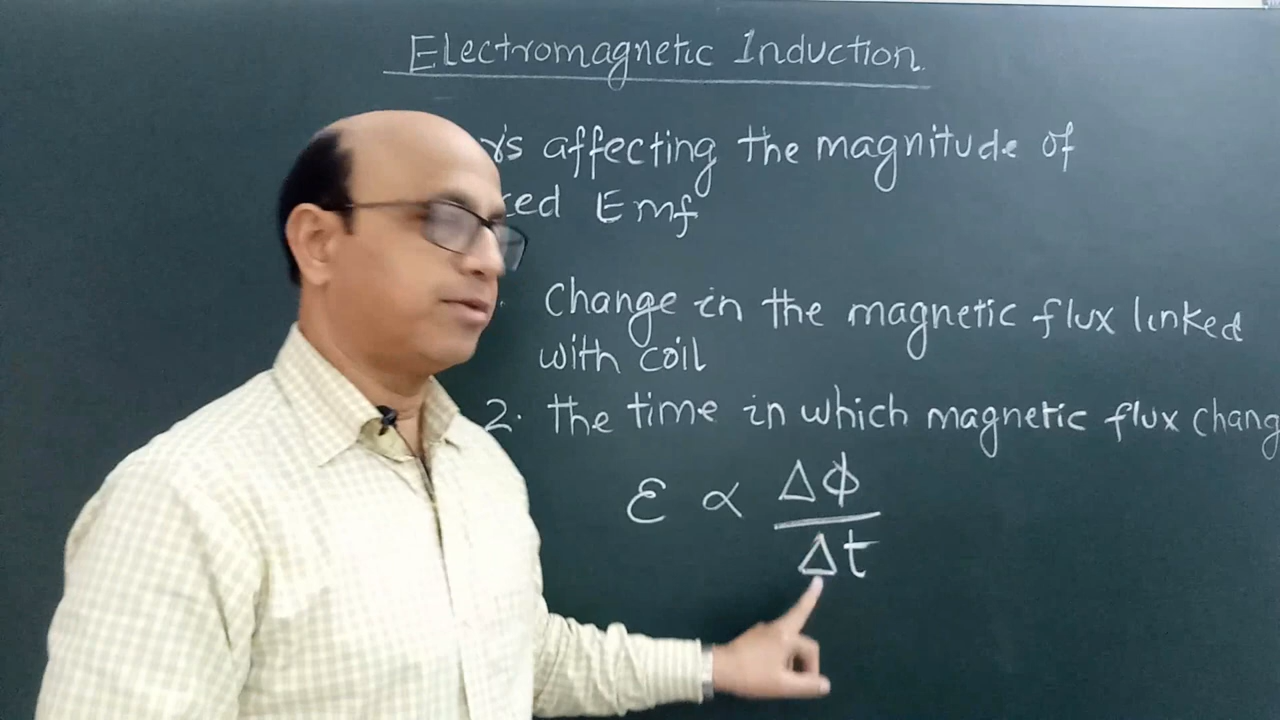 Electromagnetic Induction.
affecting the magnitude of
Emf
Change in the magnetic flux linked
with coil
2. The time in which magnetic flux chang
ε ∝ Δϕ
Δt